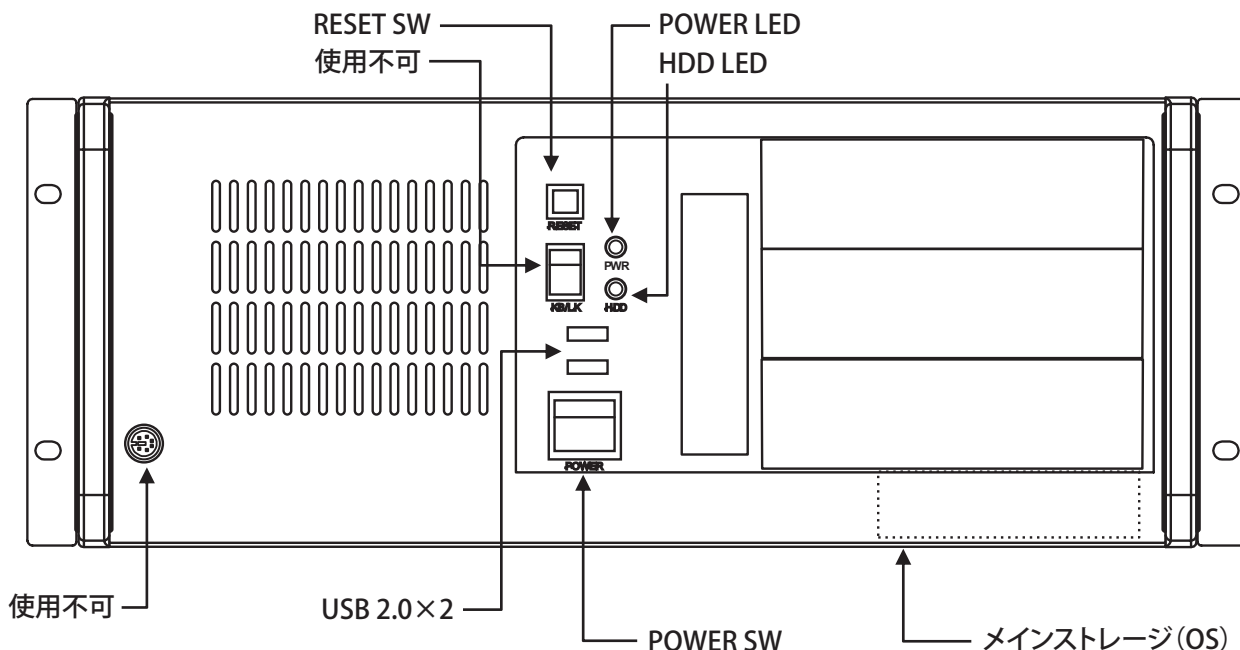 RESET SW
POWER LED
使用不可
HDD LED
RESET
PWR
KB/LK
HDD
POWER
使用不可
USB 2.0×2
POWER SW
メインストレージ(OS)